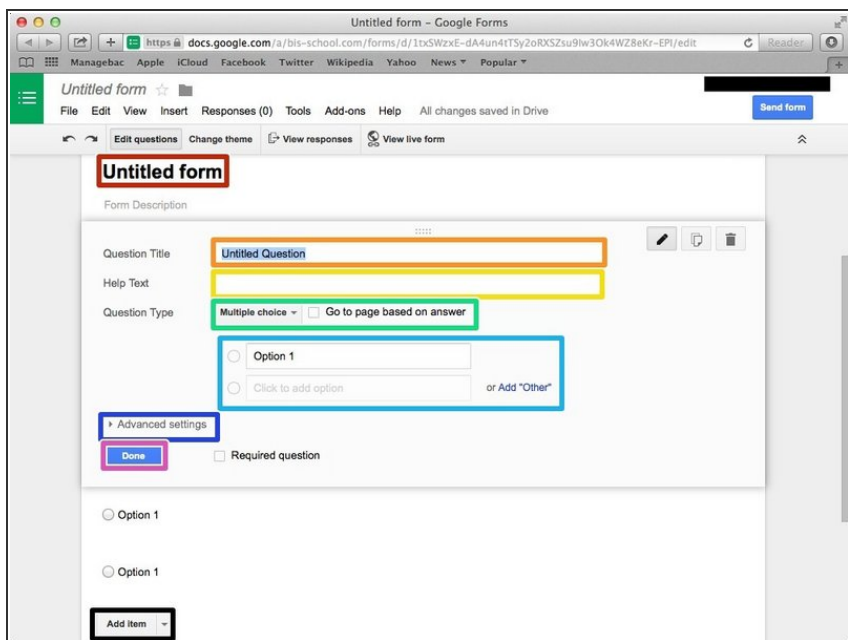 Untitled form – Google Forms
https docs.google.com/a/bis-school.com/forms/d/1txSWzxE-dA4un4tTSy2oRXSZsu9Iw3Ok4WZ8eKr-EPI/edit
Reader
Managebac Apple iCloud Facebook Twitter Wikipedia Yahoo News Popular
Untitled form
File Edit View Insert Responses (0) Tools Add-ons Help All changes saved in Drive
Send form
Edit questions Change theme View responses View live form
Untitled form
Form Description
Question Title Untitled Question
Help Text
Question Type Multiple choice Go to page based on answer
Option 1
Click to add option or Add "Other"
Advanced settings
Done Required question
Option 1
Option 1
Add item